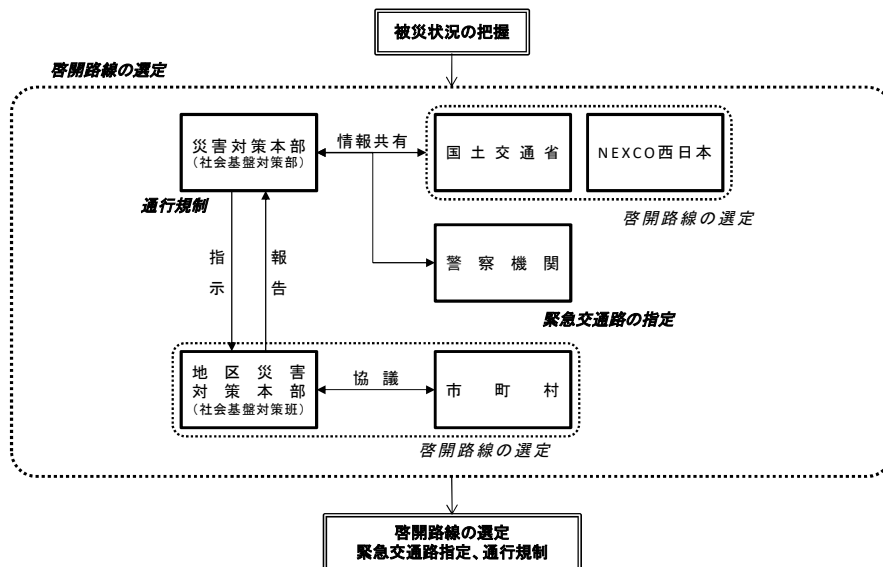 被災状況の把握
啓開路線の選定
災害対策本部
（社会基盤対策部）
情報共有
国土交通省
NEXCO西日本
通行規制
啓開路線の選定
指示
報告
警察機関
緊急交通路の指定
地区災害
対策本部
（社会基盤対策班）
協議
市町村
啓開路線の選定
啓開路線の選定
緊急交通路指定、通行規制